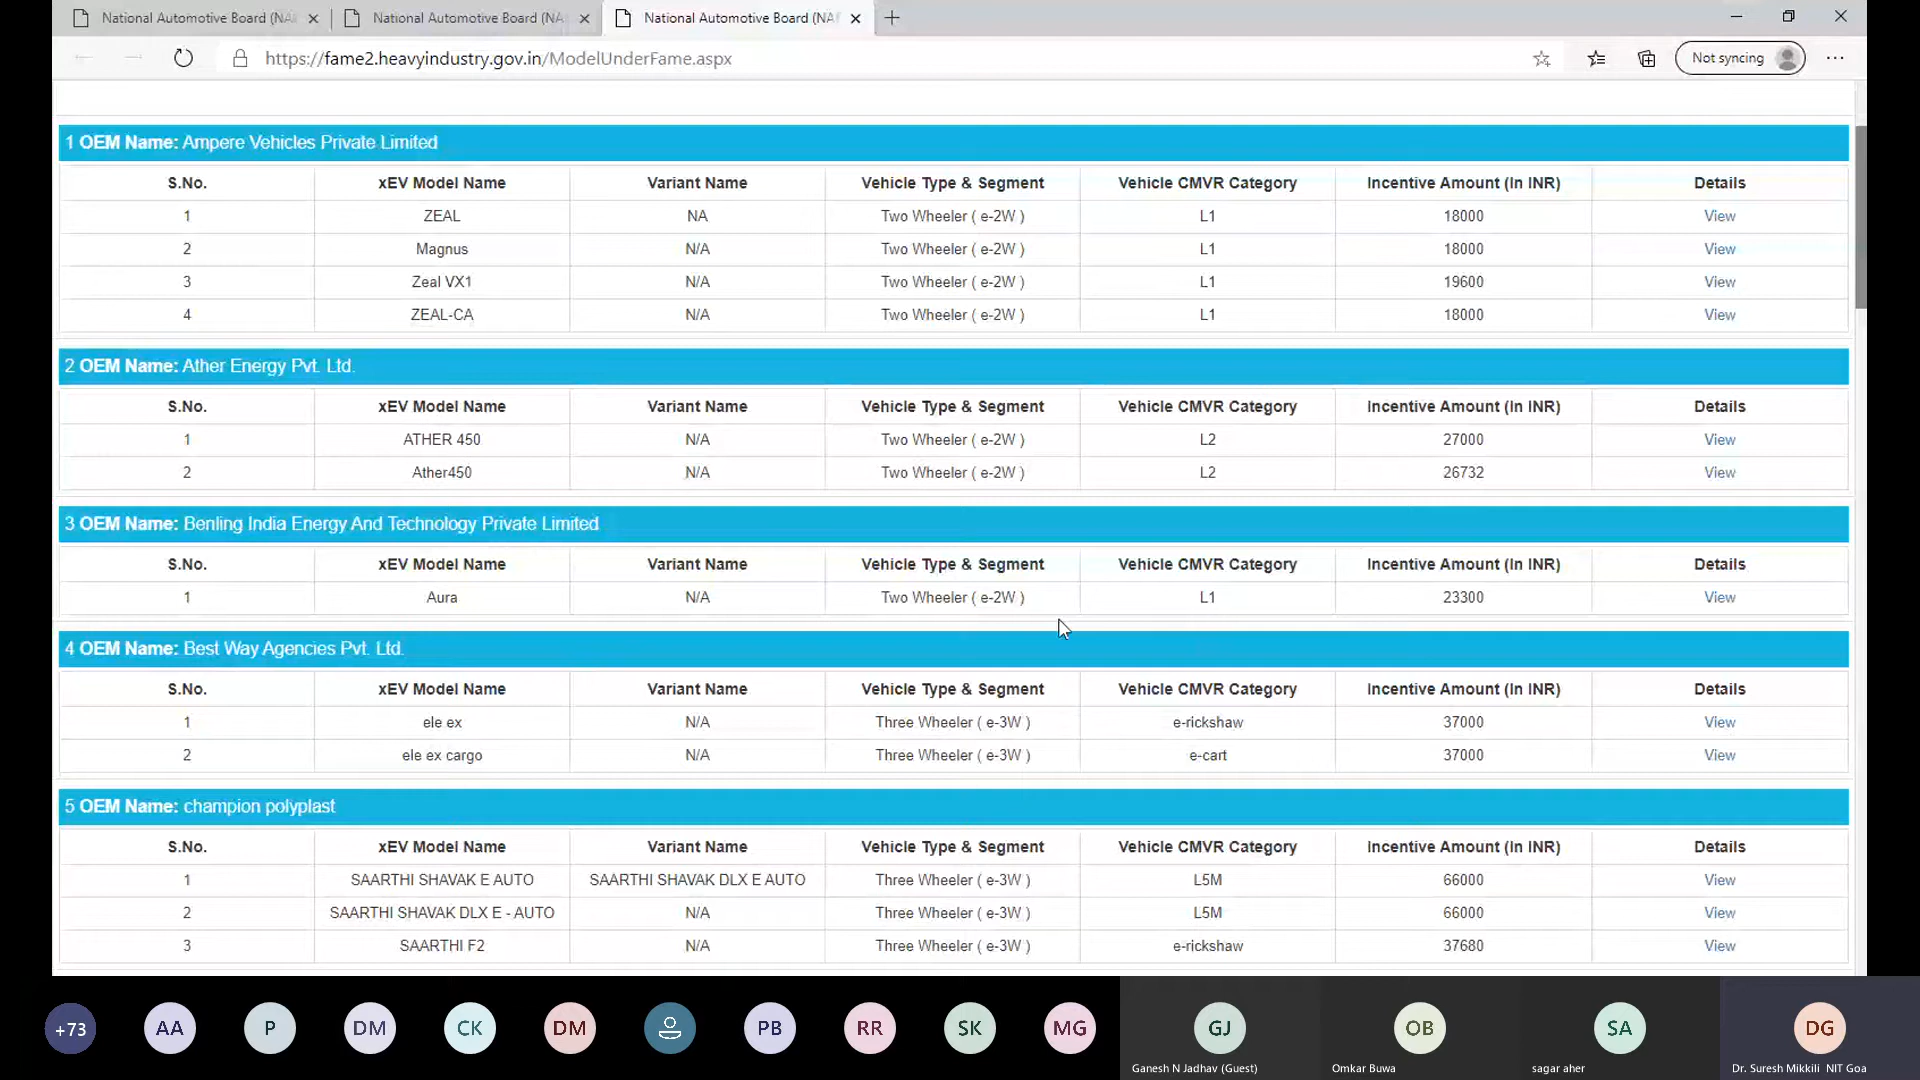 National Automotive Board (NA
National Automotive Board (NA
National Automotive Board (NA
https://fame2.heavyindustry.gov.in/ModelUnderFame.aspx
Not syncing
1 OEM Name: Ampere Vehicles Private Limited
S.No. xEV Model Name Variant Name Vehicle Type & Segment Vehicle CMVR Category Incentive Amount (In INR) Details
1 ZEAL NA Two Wheeler ( e-2W ) L1 18000 View
2 Magnus N/A Two Wheeler ( e-2W ) L1 18000 View
3 Zeal VX1 N/A Two Wheeler ( e-2W ) L1 19600 View
4 ZEAL-CA N/A Two Wheeler ( e-2W ) L1 18000 View
2 OEM Name: Ather Energy Pvt. Ltd.
S.No. xEV Model Name Variant Name Vehicle Type & Segment Vehicle CMVR Category Incentive Amount (In INR) Details
1 ATHER 450 N/A Two Wheeler ( e-2W ) L2 27000 View
2 Ather450 N/A Two Wheeler ( e-2W ) L2 26732 View
3 OEM Name: Benling India Energy And Technology Private Limited
S.No. xEV Model Name Variant Name Vehicle Type & Segment Vehicle CMVR Category Incentive Amount (In INR) Details
1 Aura N/A Two Wheeler ( e-2W ) L1 23300 View
4 OEM Name: Best Way Agencies Pvt. Ltd.
S.No. xEV Model Name Variant Name Vehicle Type & Segment Vehicle CMVR Category Incentive Amount (In INR) Details
1 ele ex N/A Three Wheeler ( e-3W ) e-rickshaw 37000 View
2 ele ex cargo N/A Three Wheeler ( e-3W ) e-cart 37000 View
5 OEM Name: champion polyplast
S.No. xEV Model Name Variant Name Vehicle Type & Segment Vehicle CMVR Category Incentive Amount (In INR) Details
1 SAARTHI SHAVAK E AUTO SAARTHI SHAVAK DLX E AUTO Three Wheeler ( e-3W ) L5M 66000 View
2 SAARTHI SHAVAK DLX E - AUTO N/A Three Wheeler ( e-3W ) L5M 66000 View
3 SAARTHI F2 N/A Three Wheeler ( e-3W ) e-rickshaw 37680 View
+73 AA P DM CK DM PB RR SK MG GJ OB SA DG
Ganesh N Jadhav (Guest) Omkar Buwa sagar aher Dr. Suresh Mikkili NIT Goa